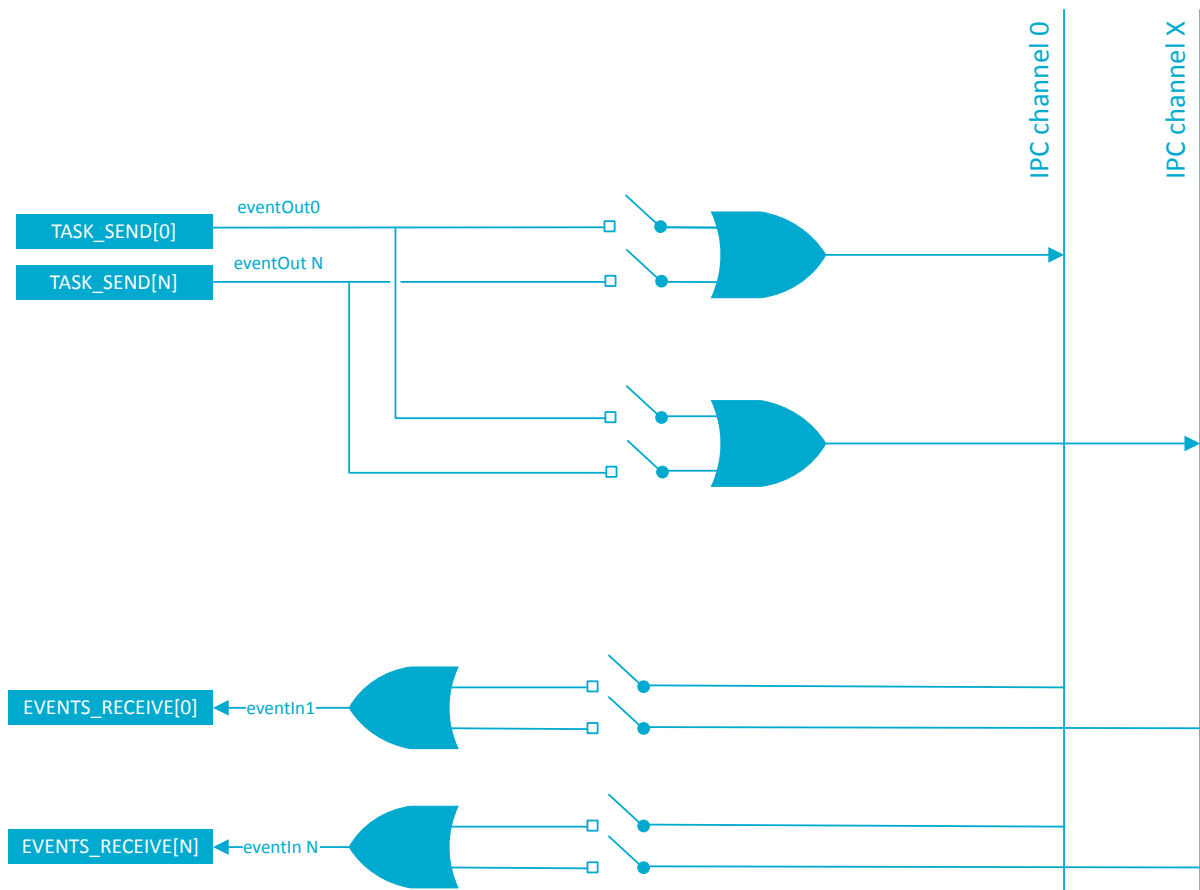 IPC channel 0
IPC channel X
eventOut0
TASK_SEND[0]
eventOut N
TASK_SEND[N]
EVENTS_RECEIVE[0]
eventIn1
EVENTS_RECEIVE[N]
eventIn N